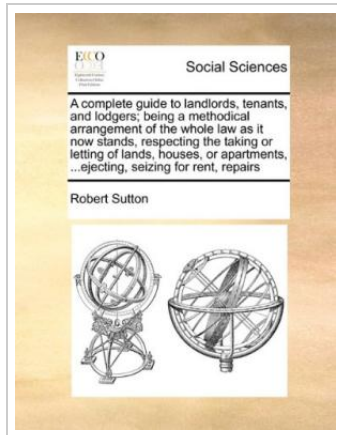 ECCO
Social Sciences
A complete guide to landlords, tenants,
and lodgers; being a methodical
arrangement of the whole law as it
now stands, respecting the taking or
letting of lands, houses, or apartments,
...ejecting, seizing for rent, repairs
Robert Sutton